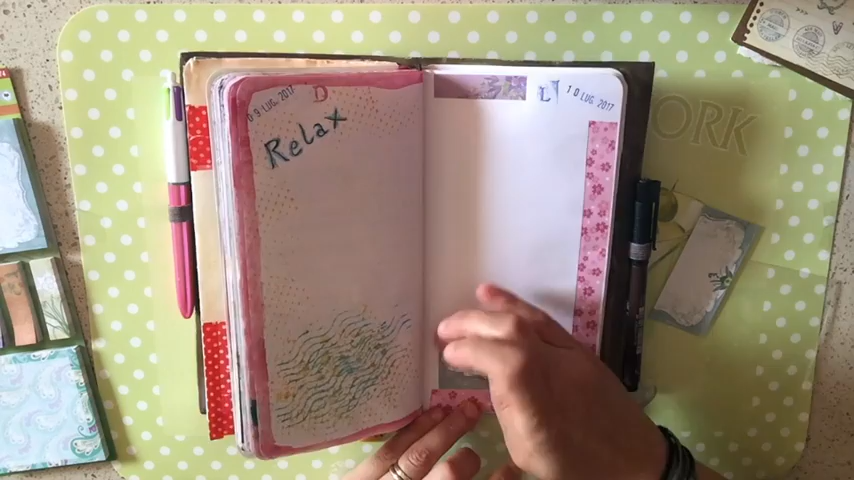 09 LUG. 2017
D
Relax
L
10 LUG. 2017
ORK